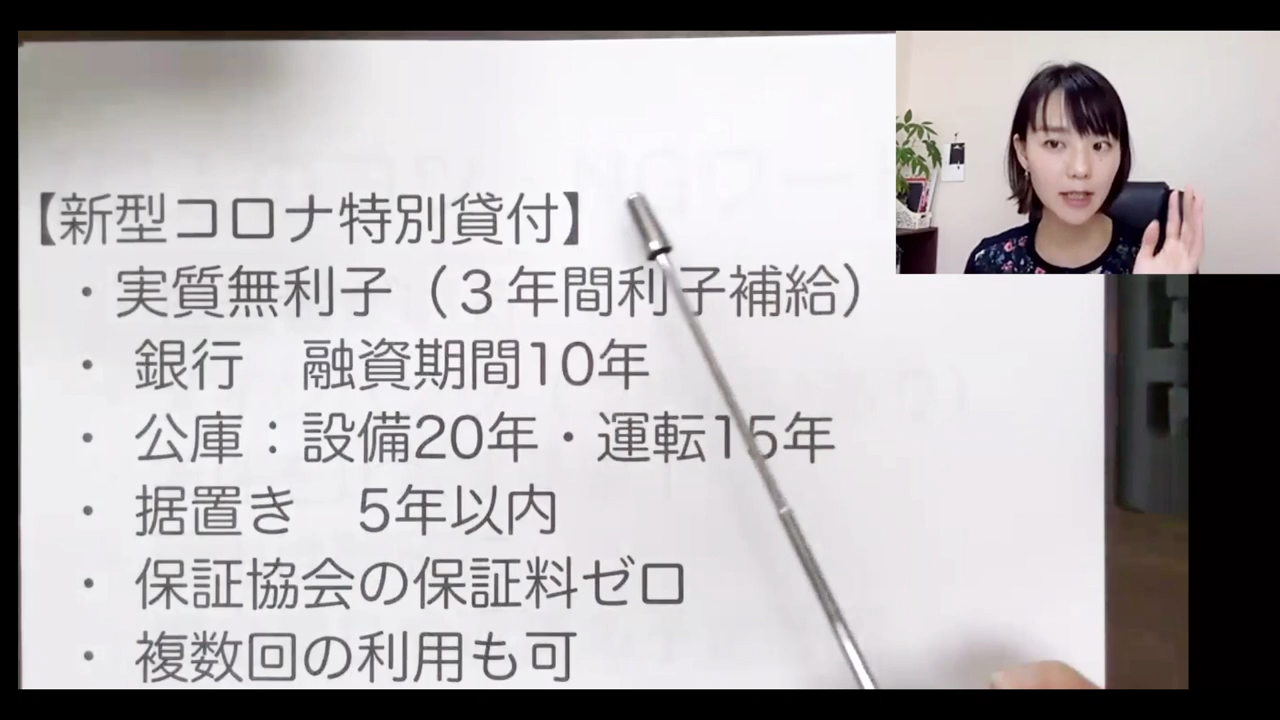 【新型コロナ特別貸付】
・実質無利子（３年間利子補給）
・ 銀行　融資期間10年
・ 公庫：設備20年・運転15年
・ 据置き　5年以内
・ 保証協会の保証料ゼロ
・ 複数回の利用も可